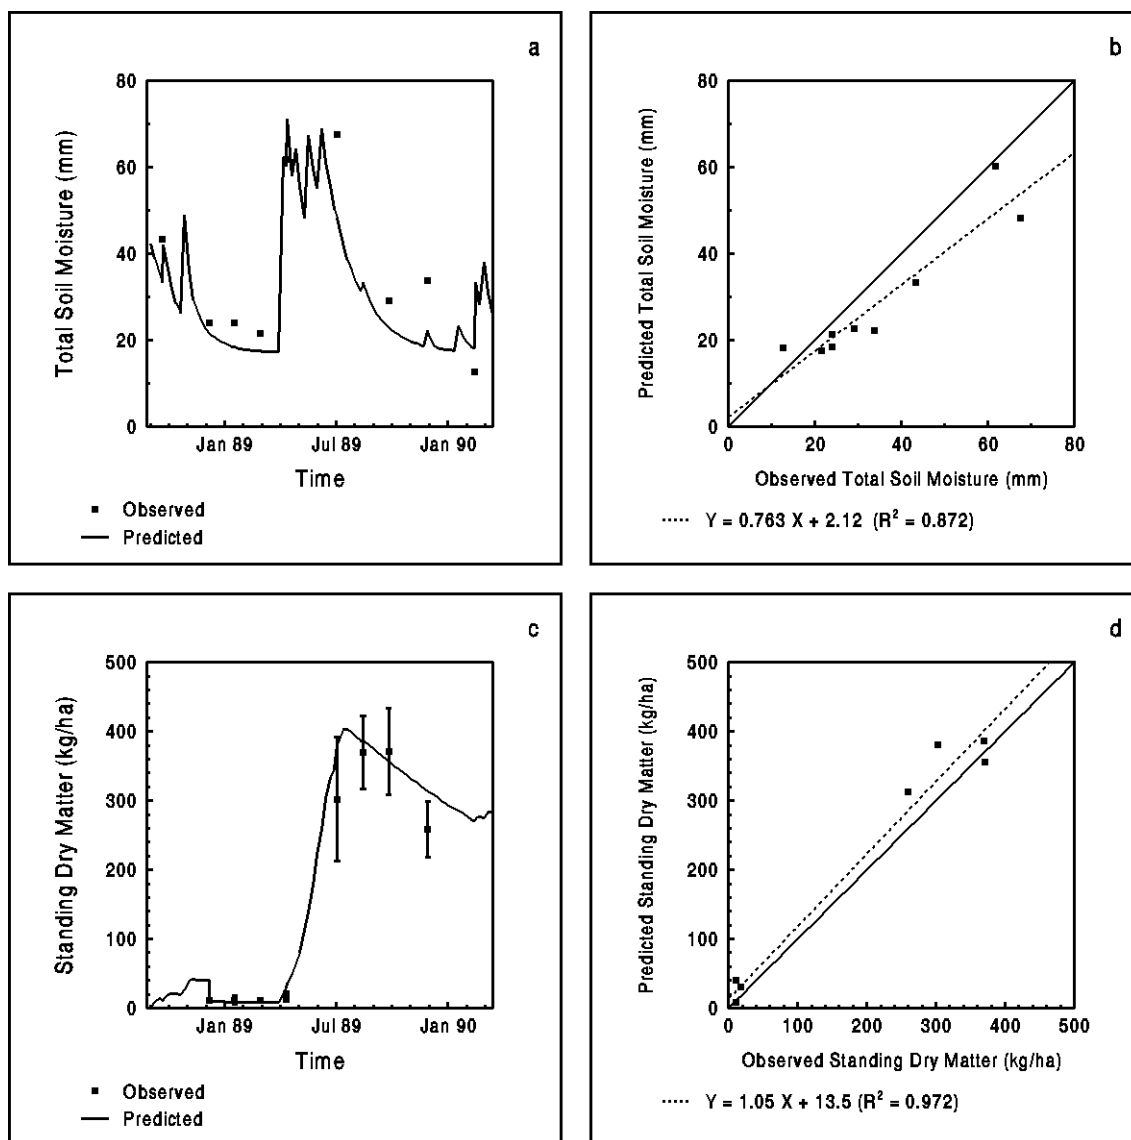 a
Total Soil Moisture (mm)
80
60
40
20
0
Jan 89 Jul 89 Jan 90
Time
Observed
Predicted
b
Predicted Total Soil Moisture (mm)
80
60
40
20
0
0 20 40 60 80
Observed Total Soil Moisture (mm)
Y = 0.763 X + 2.12 (R² = 0.872)
c
Standing Dry Matter (kg/ha)
500
400
300
200
100
0
Jan 89 Jul 89 Jan 90
Time
Observed
Predicted
d
Predicted Standing Dry Matter (kg/ha)
500
400
300
200
100
0
0 100 200 300 400 500
Observed Standing Dry Matter (kg/ha)
Y = 1.05 X + 13.5 (R² = 0.972)